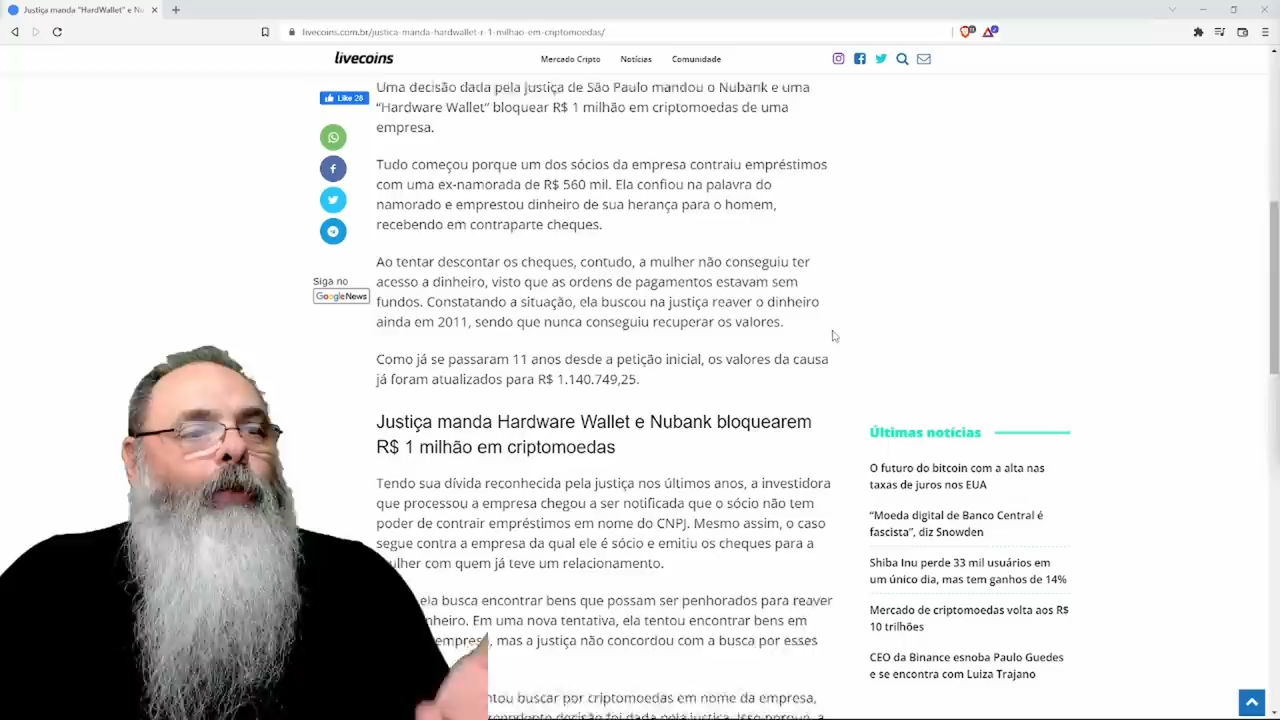 Justiça manda "HardWallet" e Nu
livecoins.com.br/justica-manda-hardwallet-r-1-milhao-em-criptomoedas/
livecoins
Mercado Cripto
Notícias
Comunidade
Like 28
Siga no
GoogleNews
Uma decisão dada pela justiça de São Paulo mandou o Nubank e uma
“Hardware Wallet” bloquear R$ 1 milhão em criptomoedas de uma
empresa.
Tudo começou porque um dos sócios da empresa contraiu empréstimos
com uma ex-namorada de R$ 560 mil. Ela confiou na palavra do
namorado e emprestou dinheiro de sua herança para o homem,
recebendo em contraparte cheques.
Ao tentar descontar os cheques, contudo, a mulher não conseguiu ter
acesso a dinheiro, visto que as ordens de pagamentos estavam sem
fundos. Constatando a situação, ela buscou na justiça reaver o dinheiro
ainda em 2011, sendo que nunca conseguiu recuperar os valores.
Como já se passaram 11 anos desde a petição inicial, os valores da causa
já foram atualizados para R$ 1.140.749,25.
Justiça manda Hardware Wallet e Nubank bloquearem
R$ 1 milhão em criptomoedas
Tendo sua dívida reconhecida pela justiça nos últimos anos, a investidora
que processou a empresa chegou a ser notificada que o sócio não tem
poder de contrair empréstimos em nome do CNPJ. Mesmo assim, o caso
segue contra a empresa da qual ele é sócio e emitiu os cheques para a
mulher com quem já teve um relacionamento.
ela busca encontrar bens que possam ser penhorados para reaver
nheiro. Em uma nova tentativa, ela tentou encontrar bens em
empresa, mas a justiça não concordou com a busca por esses
ntou buscar por criptomoedas em nome da empresa,
decisão foi dada pela justiça. Isso porque, a
Últimas notícias
O futuro do bitcoin com a alta nas
taxas de juros nos EUA
“Moeda digital de Banco Central é
fascista”, diz Snowden
Shiba Inu perde 33 mil usuários em
um único dia, mas tem ganhos de 14%
Mercado de criptomoedas volta aos R$
10 trilhões
CEO da Binance esnoba Paulo Guedes
e se encontra com Luiza Trajano